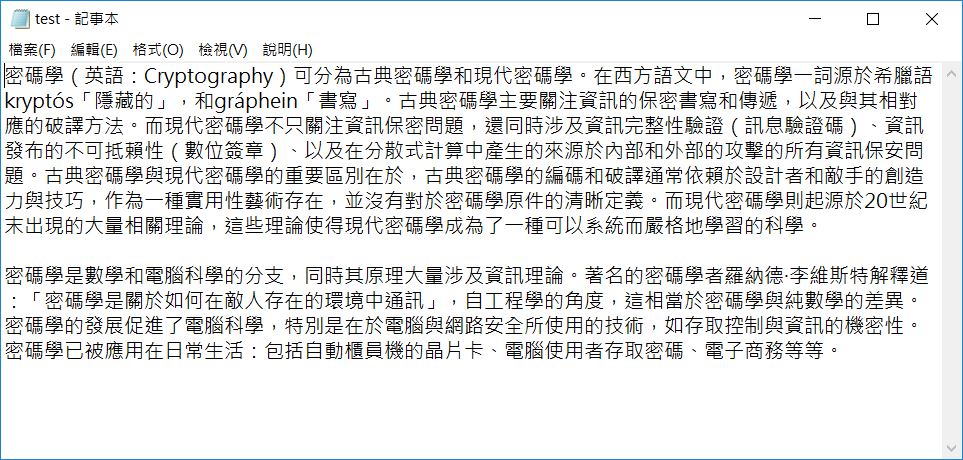 test - 記事本
檔案(F) 編輯(E) 格式(O) 檢視(V) 說明(H)
密碼學（英語：Cryptography）可分為古典密碼學和現代密碼學。在西方語文中，密碼學一詞源於希臘語
kryptós「隱藏的」，和gráphein「書寫」。古典密碼學主要關注資訊的保密書寫和傳遞，以及與其相對
應的破譯方法。而現代密碼學不只關注資訊保密問題，還同時涉及資訊完整性驗證（訊息驗證碼）、資訊
發布的不可抵賴性（數位簽章）、以及在分散式計算中產生的來源於內部和外部的攻擊的所有資訊保安問
題。古典密碼學與現代密碼學的重要區別在於，古典密碼學的編碼和破譯通常依賴於設計者和敵手的創造
力與技巧，作為一種實用性藝術存在，並沒有對於密碼學原件的清晰定義。而現代密碼學則起源於20世紀
末出現的大量相關理論，這些理論使得現代密碼學成為了一種可以系統而嚴格地學習的科學。
密碼學是數學和電腦科學的分支，同時其原理大量涉及資訊理論。著名的密碼學者羅納德·李維斯特解釋道
：「密碼學是關於如何在敵人存在的環境中通訊」，自工程學的角度，這相當於密碼學與純數學的差異。
密碼學的發展促進了電腦科學，特別是在於電腦與網路安全所使用的技術，如存取控制與資訊的機密性。
密碼學已被應用在日常生活：包括自動櫃員機的晶片卡、電腦使用者存取密碼、電子商務等等。